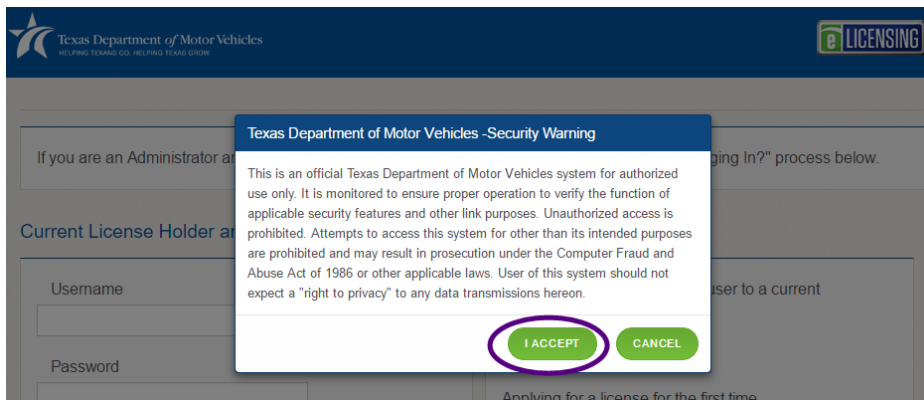 Texas Department of Motor Vehicles
HELPING TEXANS GO. HELPING TEXAS GROW.
e LICENSING
If you are an Administrator
ging In?" process below.
Texas Department of Motor Vehicles -Security Warning
This is an official Texas Department of Motor Vehicles system for authorized
use only. It is monitored to ensure proper operation to verify the function of
applicable security features and other link purposes. Unauthorized access is
prohibited. Attempts to access this system for other than its intended purposes
are prohibited and may result in prosecution under the Computer Fraud and
Abuse Act of 1986 or other applicable laws. User of this system should not
expect a "right to privacy" to any data transmissions hereon.
I ACCEPT
CANCEL
Current License Holder
Username
user to a current
Password
Applying for a license for the first time